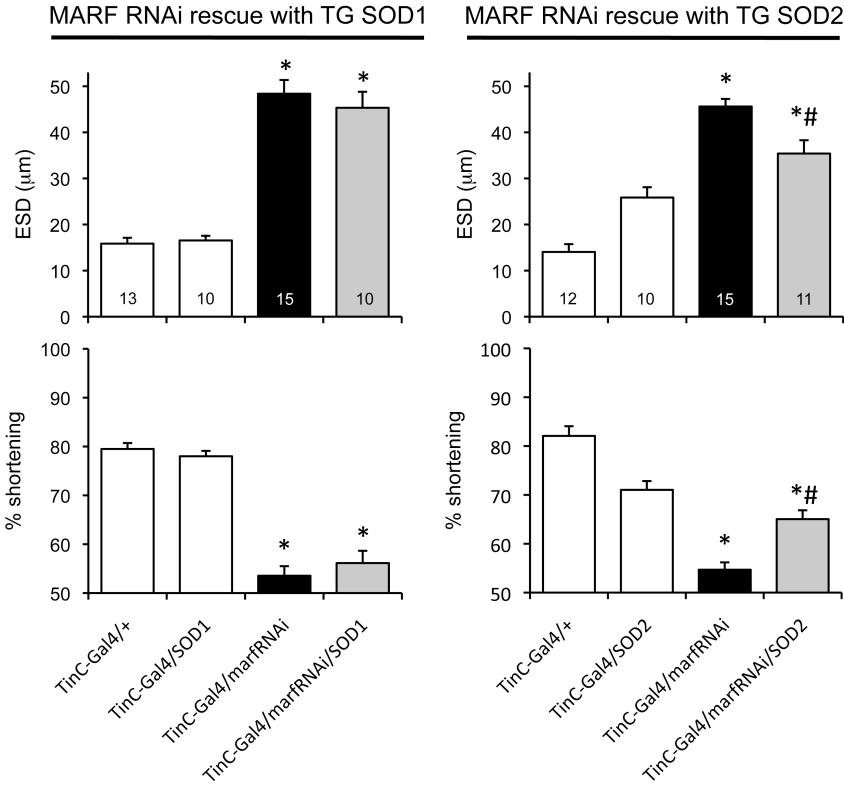 MARF RNAi rescue with TG SOD1
50
40
30
20
10
0
ESD (μm)
*
*
13
10
15
10
MARF RNAi rescue with TG SOD2
50
40
30
20
10
0
ESD (μm)
*
*#
12
10
15
11
100
90
80
70
60
50
% shortening
*
*
TinC-Gal4/+
TinC-Gal4/SOD1
TinC-Gal4/marfRNAi
TinC-Gal4/marfRNAi/SOD1
100
90
80
70
60
50
% shortening
*
*#
TinC-Gal4/+
TinC-Gal4/SOD2
TinC-Gal4/marfRNAi
TinC-Gal4/marfRNAi/SOD2